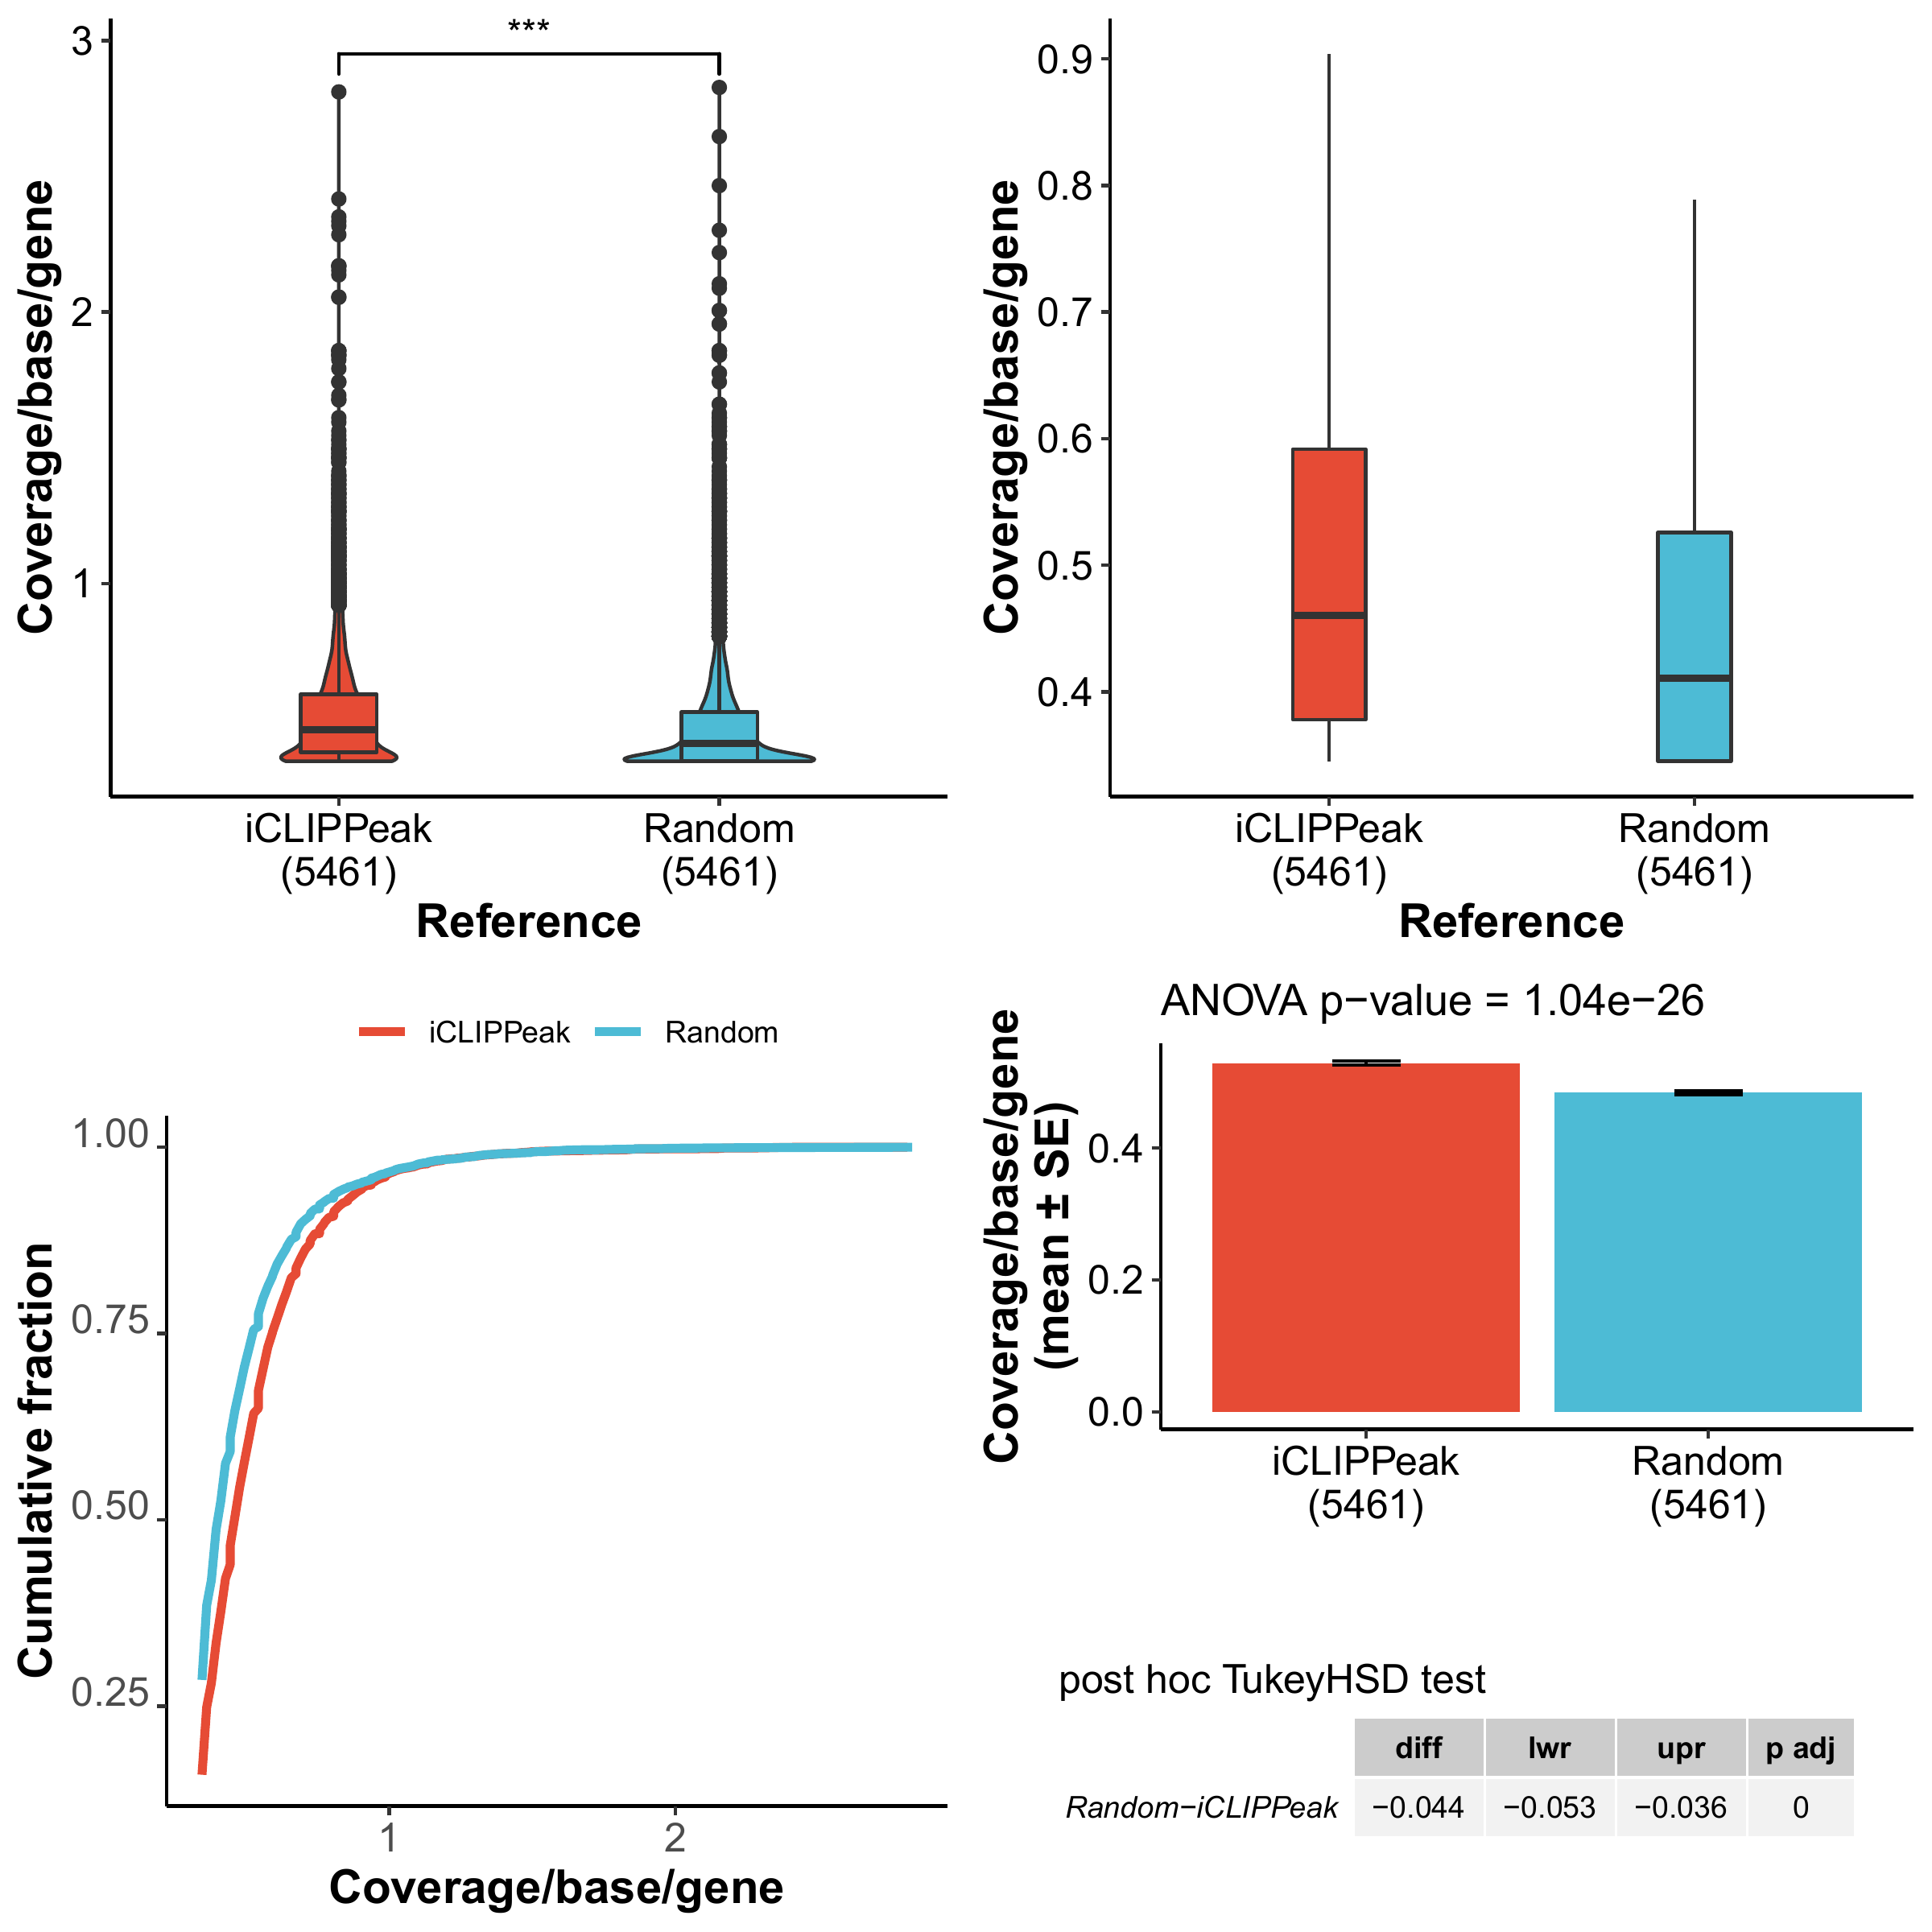 ***
3
2
1
Coverage/base/gene
iCLIPPeak
(5461)
Random
(5461)
Reference
0.9
0.8
0.7
0.6
0.5
0.4
Coverage/base/gene
iCLIPPeak
(5461)
Random
(5461)
Reference
iCLIPPeak
Random
1.00
0.75
0.50
0.25
Cumulative fraction
1
2
Coverage/base/gene
ANOVA p−value = 1.04e−26
Coverage/base/gene
(mean ± SE)
0.4
0.2
0.0
iCLIPPeak
(5461)
Random
(5461)
post hoc TukeyHSD test
diff lwr upr p adj
Random−iCLIPPeak −0.044 −0.053 −0.036 0